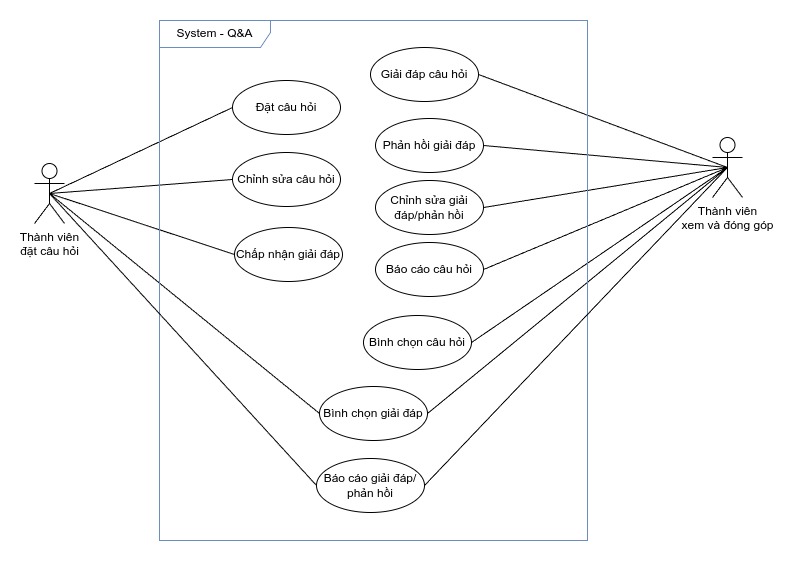 System - Q&A
Giải đáp câu hỏi
Đặt câu hỏi
Phản hồi giải đáp
Chỉnh sửa câu hỏi
Chỉnh sửa giải
đáp/phản hồi
Thành viên
xem và đóng góp
Thành viên
đặt câu hỏi
Chấp nhận giải đáp
Báo cáo câu hỏi
Bình chọn câu hỏi
Bình chọn giải đáp
Báo cáo giải đáp/
phản hồi